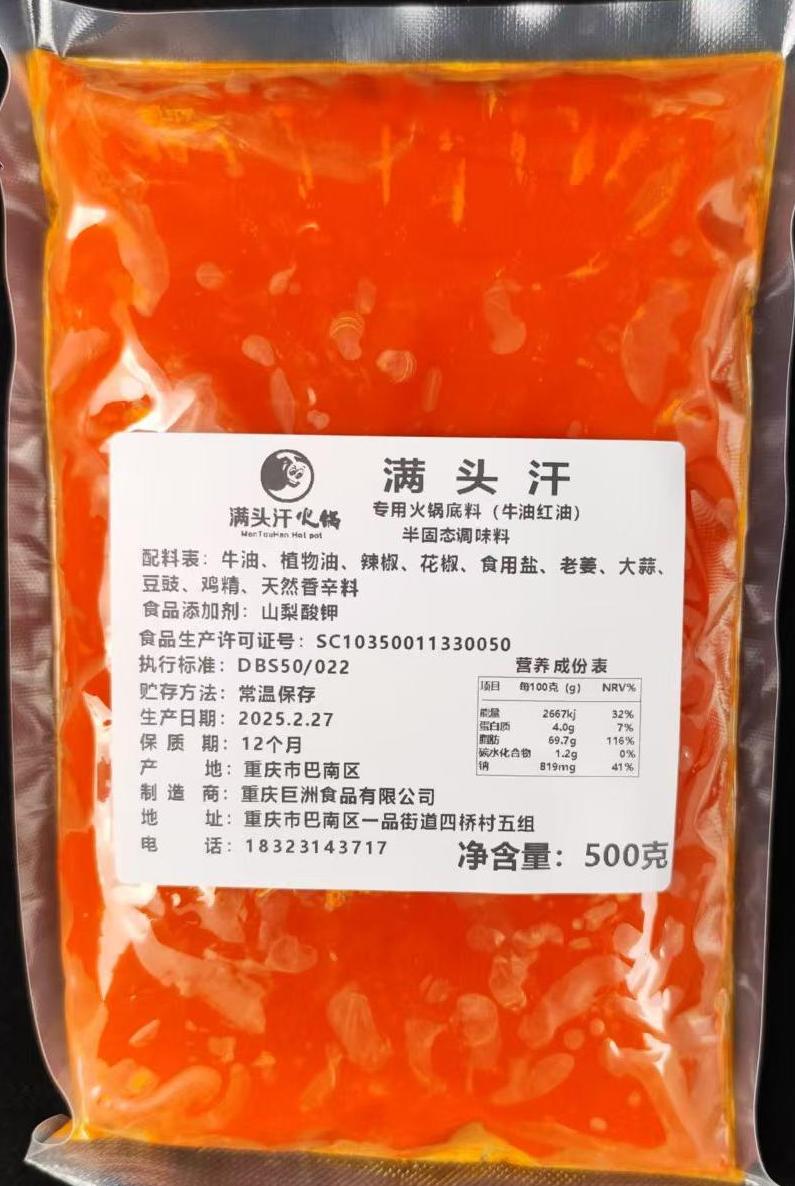 满头汗
满头汗火锅
ManTouHan Hot pot
专用火锅底料（牛油红油）
半固态调味料
配料表：牛油、植物油、辣椒、花椒、食用盐、老姜、大蒜、
豆豉、鸡精、天然香辛料
食品添加剂：山梨酸钾
食品生产许可证号：SC10350011330050
执行标准：DBS50/022
贮存方法：常温保存
生产日期：2025.2.27
保 质 期：12个月
产 地：重庆市巴南区
制 造 商：重庆巨洲食品有限公司
地 址：重庆市巴南区一品街道四桥村五组
电 话：18323143717
营养成份表
项目 每100克（g） NRV%
能量 2667kj 32%
蛋白质 4.0g 7%
脂肪 69.7g 116%
碳水化合物 1.2g 0%
钠 819mg 41%
净含量：500克